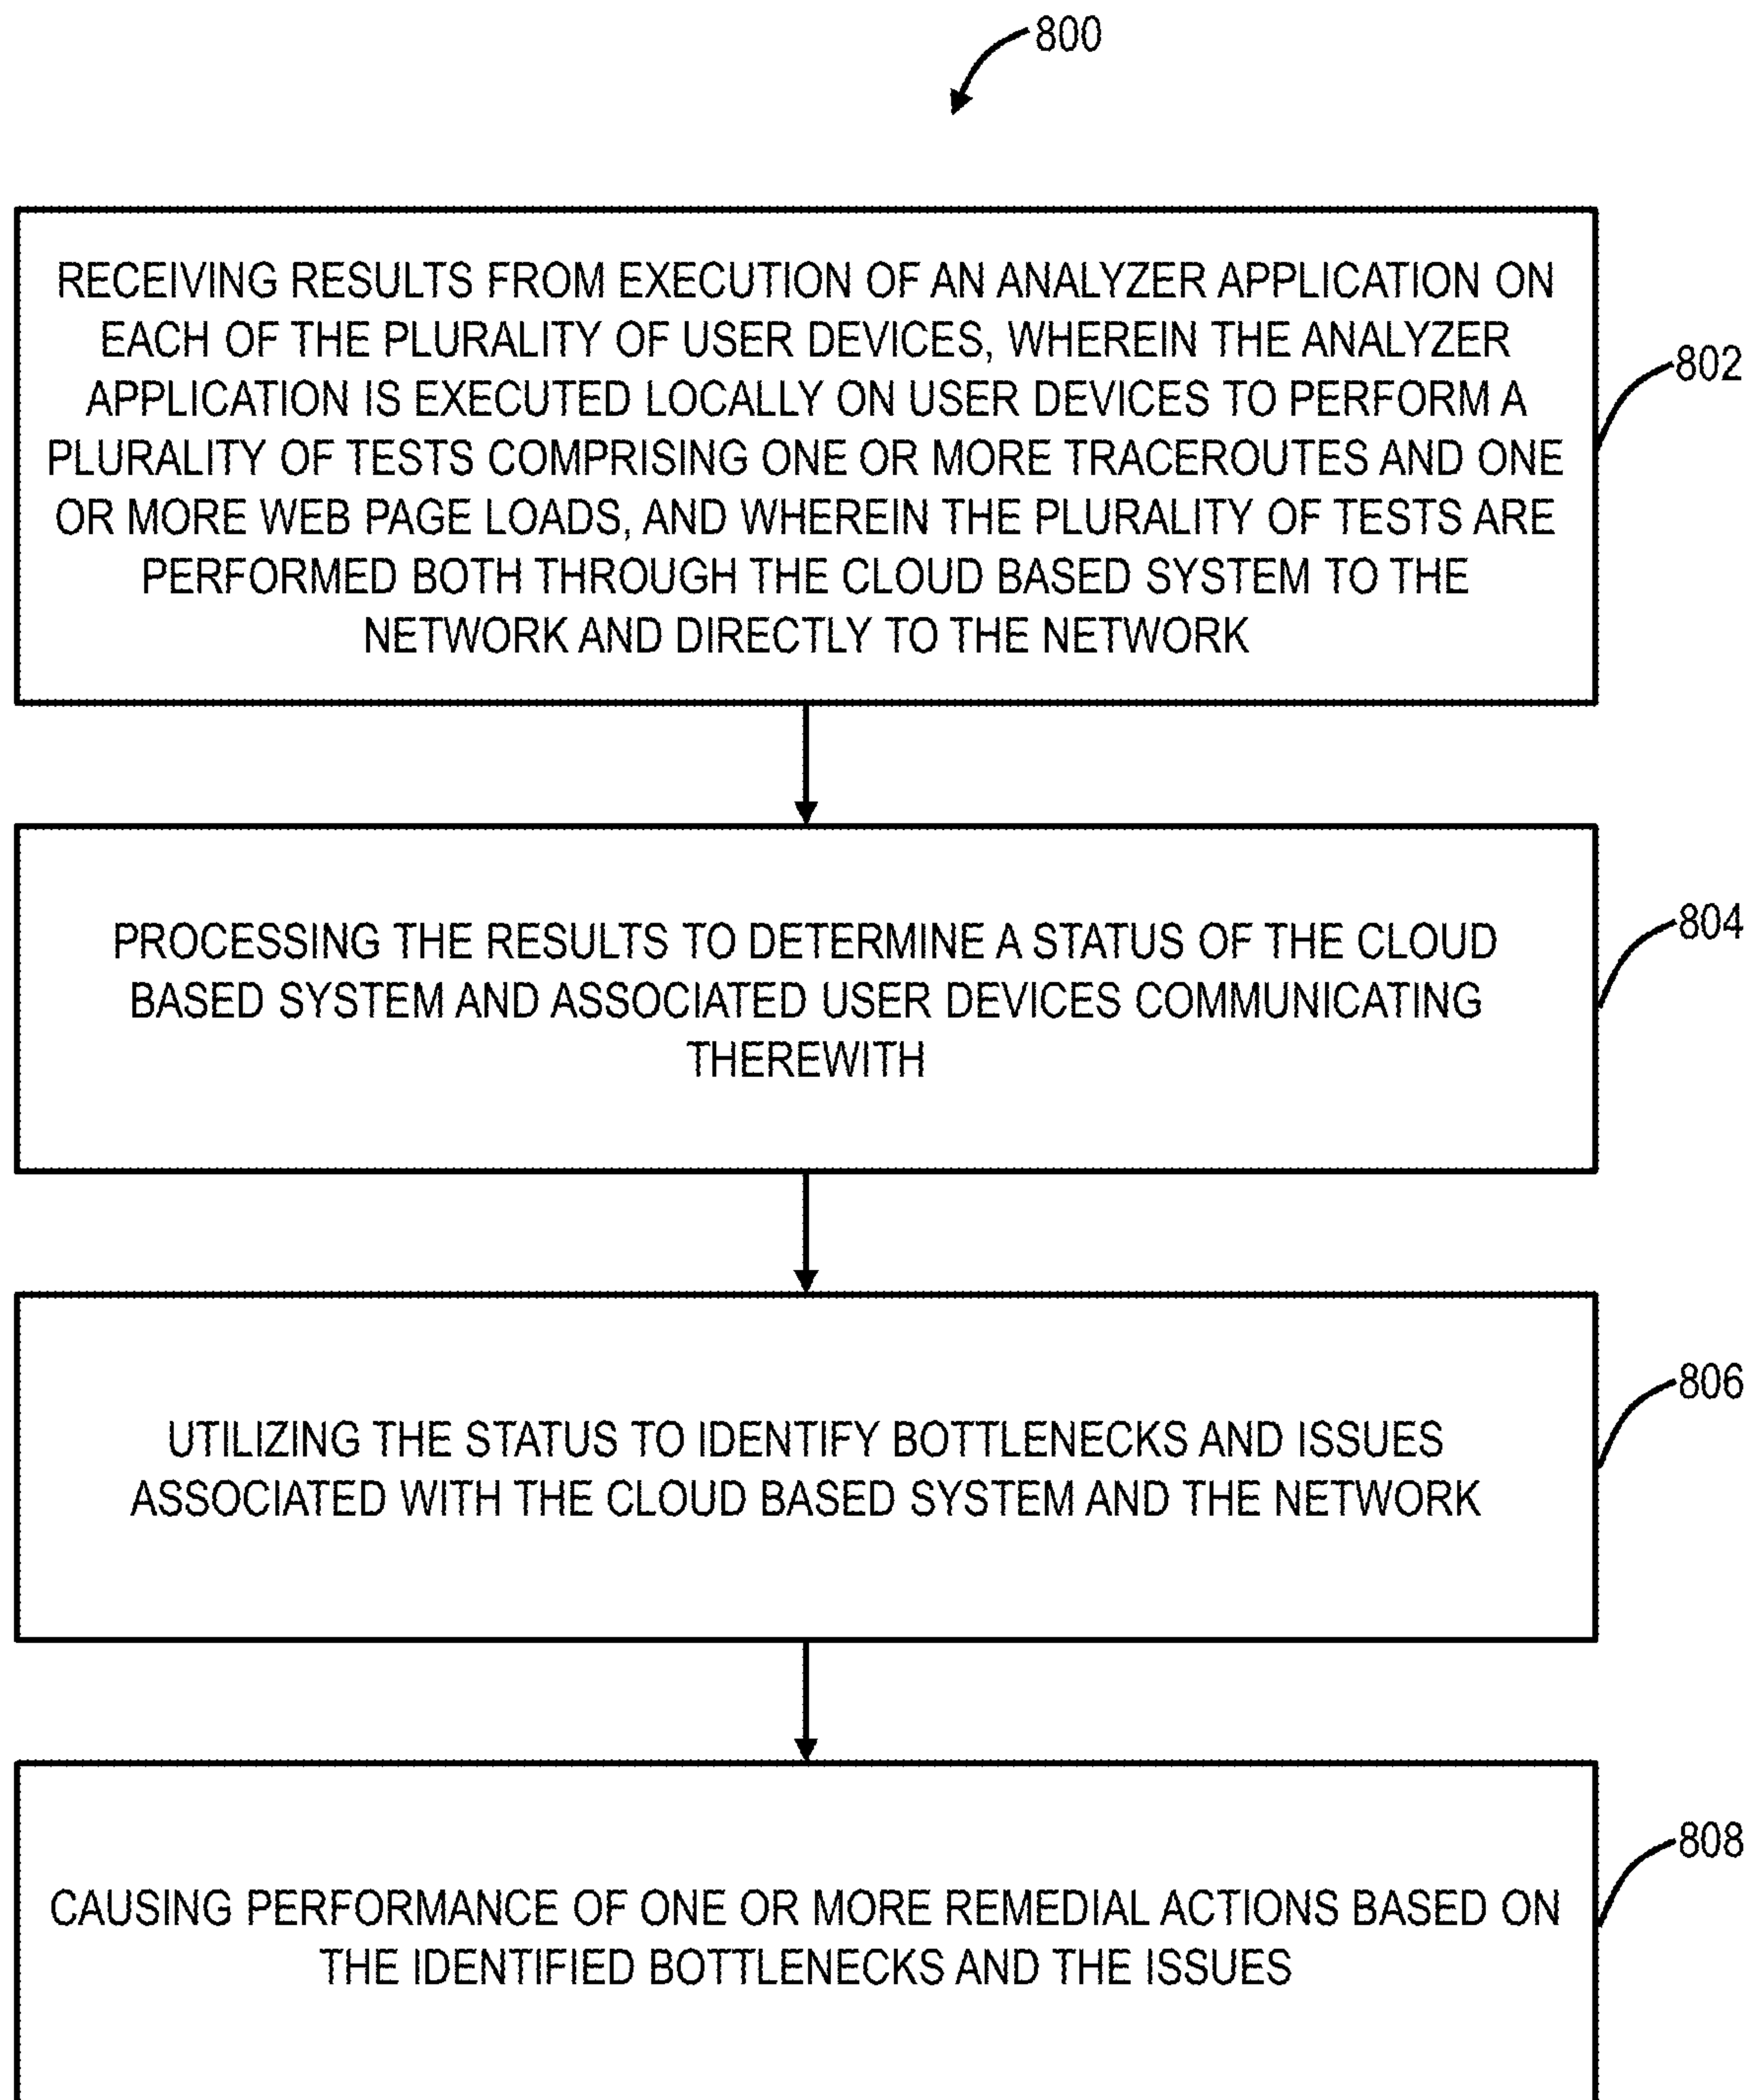 800
RECEIVING RESULTS FROM EXECUTION OF AN ANALYZER APPLICATION ON
EACH OF THE PLURALITY OF USER DEVICES, WHEREIN THE ANALYZER
APPLICATION IS EXECUTED LOCALLY ON USER DEVICES TO PERFORM A
PLURALITY OF TESTS COMPRISING ONE OR MORE TRACEROUTES AND ONE
OR MORE WEB PAGE LOADS, AND WHEREIN THE PLURALITY OF TESTS ARE
PERFORMED BOTH THROUGH THE CLOUD BASED SYSTEM TO THE
NETWORK AND DIRECTLY TO THE NETWORK
802
PROCESSING THE RESULTS TO DETERMINE A STATUS OF THE CLOUD
BASED SYSTEM AND ASSOCIATED USER DEVICES COMMUNICATING
THEREWITH
804
UTILIZING THE STATUS TO IDENTIFY BOTTLENECKS AND ISSUES
ASSOCIATED WITH THE CLOUD BASED SYSTEM AND THE NETWORK
806
CAUSING PERFORMANCE OF ONE OR MORE REMEDIAL ACTIONS BASED ON
THE IDENTIFIED BOTTLENECKS AND THE ISSUES
808